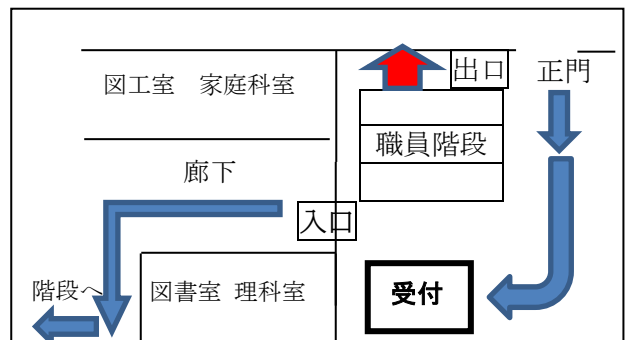 出口 正門
図工室 家庭科室
職員階段
廊下
入口
階段へ 図書室 理科室 受付